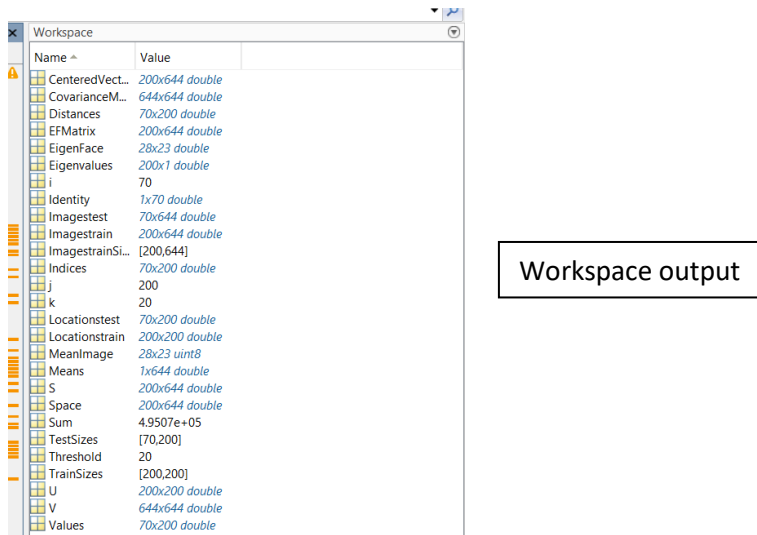 Workspace
Name Value
CenteredVect... 200x644 double
CovarianceM... 644x644 double
Distances 70x200 double
EFMatrix 200x644 double
EigenFace 28x23 double
Eigenvalues 200x1 double
i 70
Identity 1x70 double
Imagestest 70x644 double
Imagestrain 200x644 double
ImagestrainSi... [200,644]
Indices 70x200 double
j 200
k 20
Locationstest 70x200 double
Locationstrain 200x200 double
MeanImage 28x23 uint8
Means 1x644 double
S 200x644 double
Space 200x644 double
Sum 4.9507e+05
TestSizes [70,200]
Threshold 20
TrainSizes [200,200]
U 200x200 double
V 644x644 double
Values 70x200 double
Workspace output